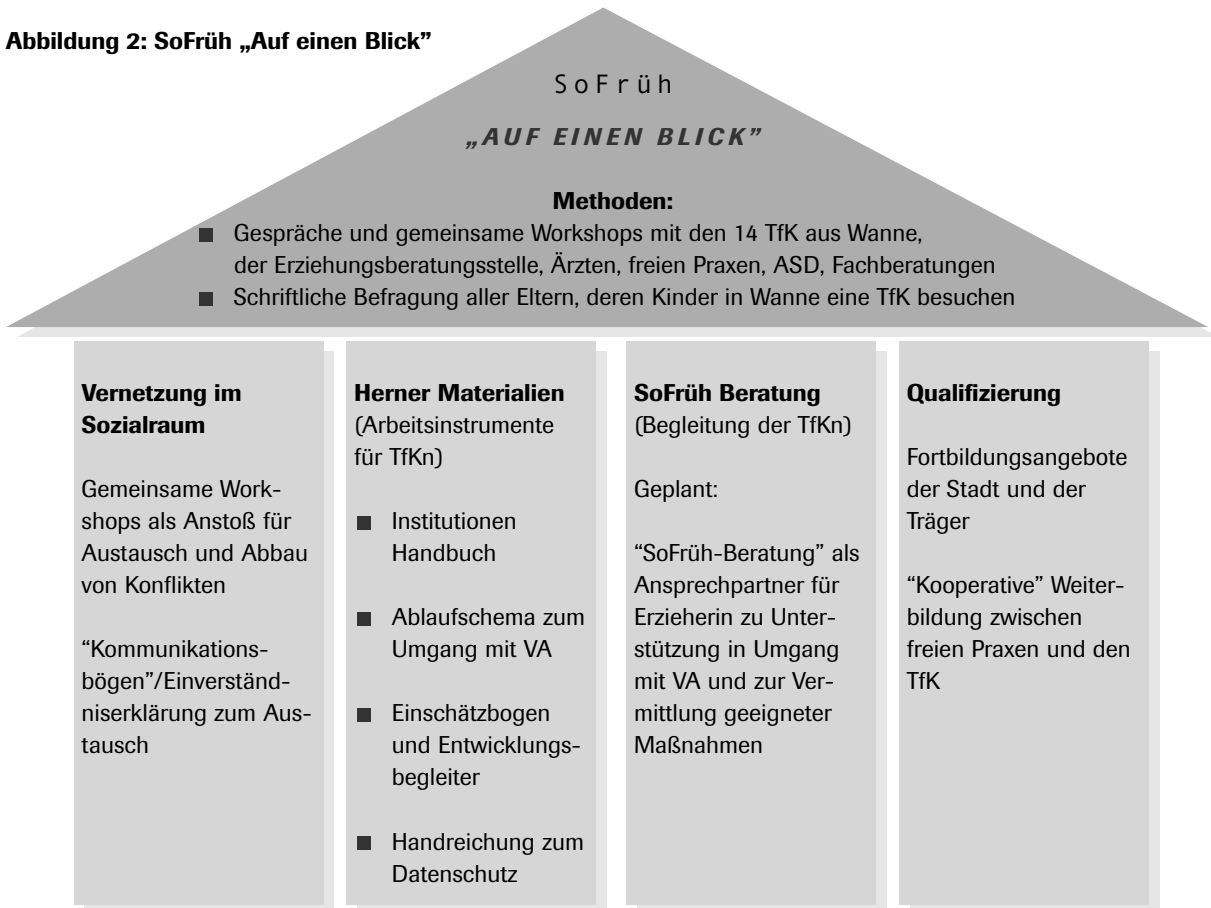 Abbildung 2: SoFrüh „Auf einen Blick”
SoFrüh
„AUF EINEN BLICK”
Methoden:
■ Gespräche und gemeinsame Workshops mit den 14 TfK aus Wanne,
der Erziehungsberatungsstelle, Ärzten, freien Praxen, ASD, Fachberatungen
■ Schriftliche Befragung aller Eltern, deren Kinder in Wanne eine TfK besuchen
Vernetzung im
Sozialraum
Gemeinsame Work-
shops als Anstoß für
Austausch und Abbau
von Konflikten
“Kommunikations-
bögen”/Einverständ-
niserklärung zum Aus-
tausch
Herner Materialien
(Arbeitsinstrumente
für TfKn)
■ Institutionen
Handbuch
■ Ablaufschema zum
Umgang mit VA
■ Einschätzbogen
und Entwicklungs-
begleiter
■ Handreichung zum
Datenschutz
SoFrüh Beratung
(Begleitung der TfKn)
Geplant:
“SoFrüh-Beratung” als
Ansprechpartner für
Erzieherin zu Unter-
stützung in Umgang
mit VA und zur Ver-
mittlung geeigneter
Maßnahmen
Qualifizierung
Fortbildungsangebote
der Stadt und der
Träger
“Kooperative” Weiter-
bildung zwischen
freien Praxen und den
TfK